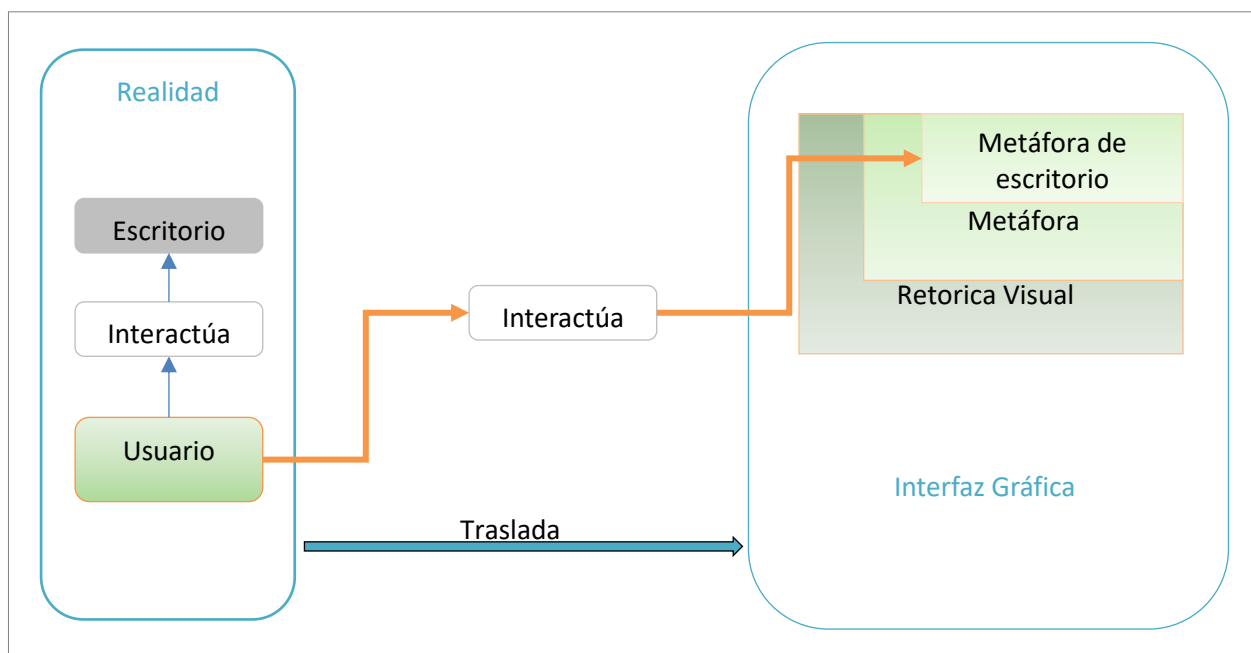 Realidad
Escritorio
Interactúa
Usuario
Interactúa
Traslada
Metáfora de
escritorio
Metáfora
Retorica Visual
Interfaz Gráfica